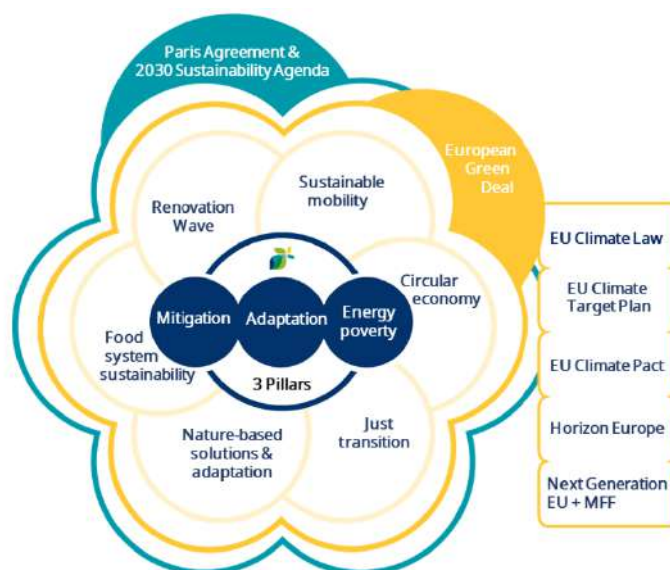 Paris Agreement &
2030 Sustainability Agenda
European
Green
Deal
Sustainable
mobility
Renovation
Wave
EU Climate Law
EU Climate
Target Plan
EU Climate Pact
Horizon Europe
Next Generation
EU + MFF
Circular
economy
Mitigation
Adaptation
Energy
poverty
3 Pillars
Food
system
sustainability
Nature-based
solutions &
adaptation
Just
transition